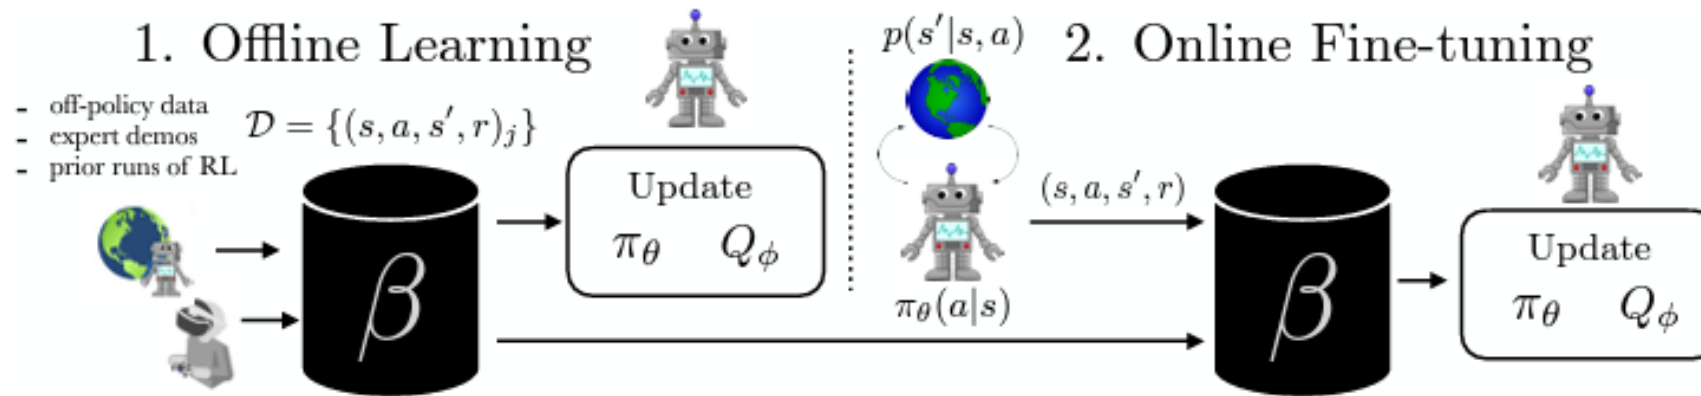 1. Offline Learning
- off-policy data
- expert demos
- prior runs of RL
𝒟 = {(s, a, s′, r)ⱼ}
β
Update
π_θ Q_ϕ
p(s′|s, a)
2. Online Fine-tuning
π_θ(a|s)
(s, a, s′, r)
β
Update
π_θ Q_ϕ